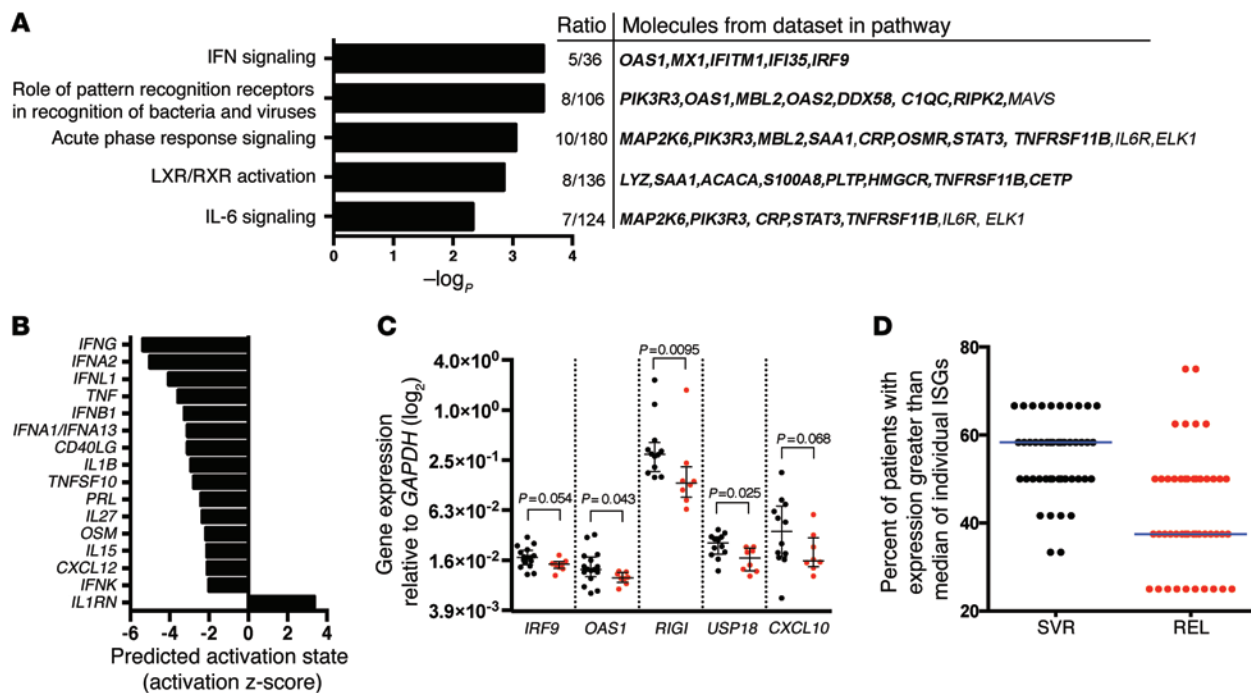 A
Ratio Molecules from dataset in pathway
IFN signaling 5/36 OAS1,MX1,IFITM1,IFI35,IRF9
Role of pattern recognition receptors
in recognition of bacteria and viruses 8/106 PIK3R3,OAS1,MBL2,OAS2,DDX58, C1QC,RIPK2,MAVS
Acute phase response signaling 10/180 MAP2K6,PIK3R3,MBL2,SAA1,CRP,OSMR,STAT3, TNFRSF11B,IL6R,ELK1
LXR/RXR activation 8/136 LYZ,SAA1,ACACA,S100A8,PLTP,HMGCR,TNFRSF11B,CETP
IL-6 signaling 7/124 MAP2K6,PIK3R3, CRP,STAT3,TNFRSF11B,IL6R, ELK1
0 1 2 3 4
–logP
B
IFNG
IFNA2
IFNL1
TNF
IFNB1
IFNA1/IFNA13
CD40LG
IL1B
TNFSF10
PRL
IL27
OSM
IL15
CXCL12
IFNK
IL1RN
-6 -4 -2 0 2 4
Predicted activation state
(activation z-score)
C
Gene expression
relative to GAPDH (log2)
4.0×10⁰
1.0×10⁰
2.5×10⁻¹
6.3×10⁻²
1.6×10⁻²
3.9×10⁻³
P=0.054
P=0.043
P=0.0095
P=0.025
P=0.068
IRF9 OAS1 RIGI USP18 CXCL10
D
Percent of patients with
expression greater than
median of individual ISGs
80
60
40
20
SVR REL